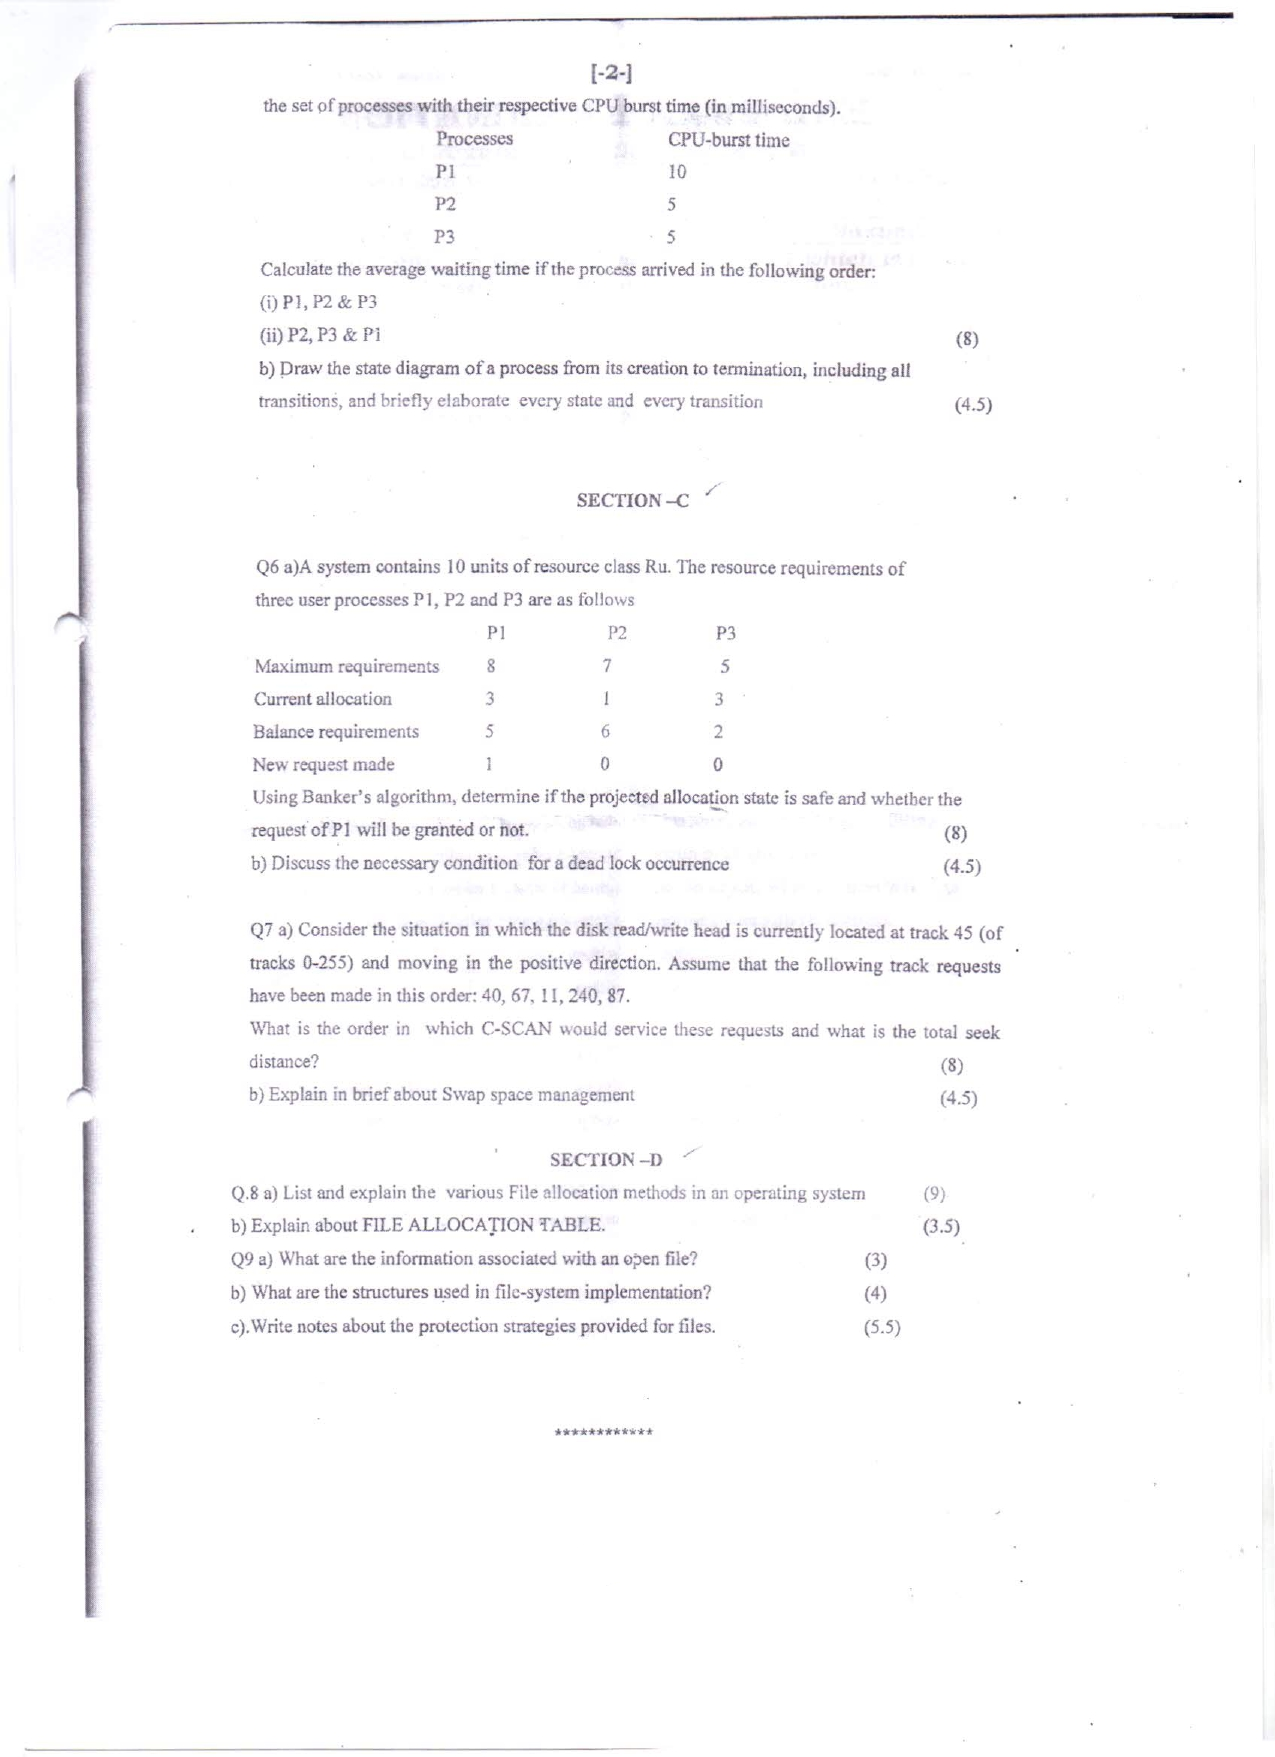 [-2-]
the set of processes with their respective CPU burst time (in milliseconds).
Processes CPU-burst time
P1 10
P2 5
P3 5
Calculate the average waiting time if the process arrived in the following order:
(i) P1, P2 & P3
(ii) P2, P3 & P1 (8)
b) Draw the state diagram of a process from its creation to termination, including all
transitions, and briefly elaborate every state and every transition (4.5)
SECTION –C
Q6 a)A system contains 10 units of resource class Ru. The resource requirements of
three user processes P1, P2 and P3 are as follows
P1 P2 P3
Maximum requirements 8 7 5
Current allocation 3 1 3
Balance requirements 5 6 2
New request made 1 0 0
Using Banker's algorithm, determine if the projected allocation state is safe and whether the
request of P1 will be granted or not. (8)
b) Discuss the necessary condition for a dead lock occurrence (4.5)
Q7 a) Consider the situation in which the disk read/write head is currently located at track 45 (of
tracks 0-255) and moving in the positive direction. Assume that the following track requests
have been made in this order: 40, 67, 11, 240, 87.
What is the order in which C-SCAN would service these requests and what is the total seek
distance? (8)
b) Explain in brief about Swap space management (4.5)
SECTION –D
Q.8 a) List and explain the various File allocation methods in an operating system (9)
b) Explain about FILE ALLOCATION TABLE. (3.5)
Q9 a) What are the information associated with an open file? (3)
b) What are the structures used in file-system implementation? (4)
c).Write notes about the protection strategies provided for files. (5.5)
************